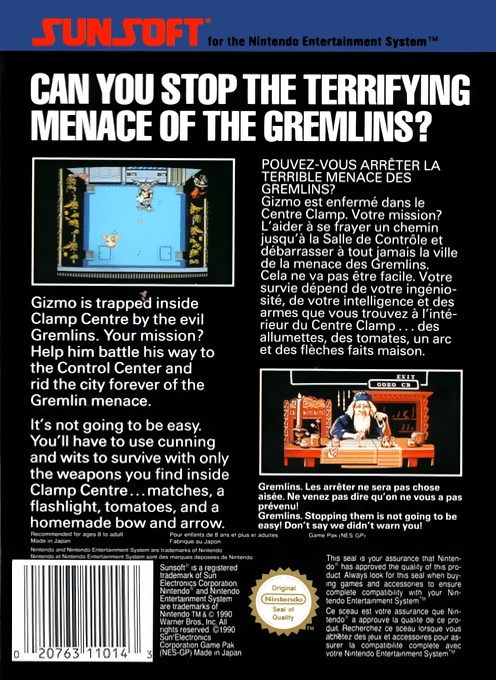 SUNSOFT® for the Nintendo Entertainment System™
CAN YOU STOP THE TERRIFYING
MENACE OF THE GREMLINS?
POUVEZ-VOUS ARRÊTER LA
TERRIBLE MENACE DES
GREMLINS?
Gizmo est enfermé dans le
Centre Clamp. Votre mission?
L'aider à se frayer un chemin
jusqu'à la Salle de Contrôle et
débarrasser à tout jamais la ville
de la menace des Gremlins.
Cela ne va pas être facile. Votre
survie dépend de votre ingénio-
sité, de votre intelligence et des
armes que vous trouvez à l'inté-
rieur du Centre Clamp . . . des
allumettes, des tomates, un arc
et des flèches faits maison.
Gizmo is trapped inside
Clamp Centre by the evil
Gremlins. Your mission?
Help him battle his way to
the Control Center and
rid the city forever of the
Gremlin menace.
It's not going to be easy.
You'll have to use cunning
and wits to survive with only
the weapons you find inside
Clamp Centre...matches, a
flashlight, tomatoes, and a
homemade bow and arrow.
EXIT
Gremlins. Les arrêter ne sera pas chose
aisée. Ne venez pas dire qu'on ne vous a pas
prévenu!
Gremlins. Stopping them is not going to be
easy! Don't say we didn't warn you!
Recommended for ages 8 to adult
Made in Japan
Pour enfants de 8 ans et plus et adultes
Fabriqué au Japon
Game Pak (NES GP)
Nintendo and Nintendo Entertainment System are trademarks of Nintendo
Nintendo et Nintendo Entertainment System sont des marques déposées de Nintendo
0 20763 11014 3
Sunsoft® is a registered
trademark of Sun
Electronics Corporation
Nintendo® and Nintendo
Entertainment System
are trademarks of
Nintendo TM & © 1990
Warner Bros., Inc. All
rights reserved. ©1990
Sun®Electronics
Corporation Game Pak
(NES-GP) Made in Japan
Original
Nintendo
Seal of
Quality
TM
This seal is your assurance that Ninten-
do® has approved the quality of this pro-
duct Always look for this seal when buy-
ing games and accessories to ensure
complete compatibility with your Nin-
tendo Entertainment System™
Ce sceau est votre assurance que Nin-
tendo® a approuvé la qualité de ce pro-
duit. Recherchez ce sceau lorsque vous
achetez des jeux et accessoires pour as-
surer la compatibilité complète avec
votre Nintendo Entertainment System™